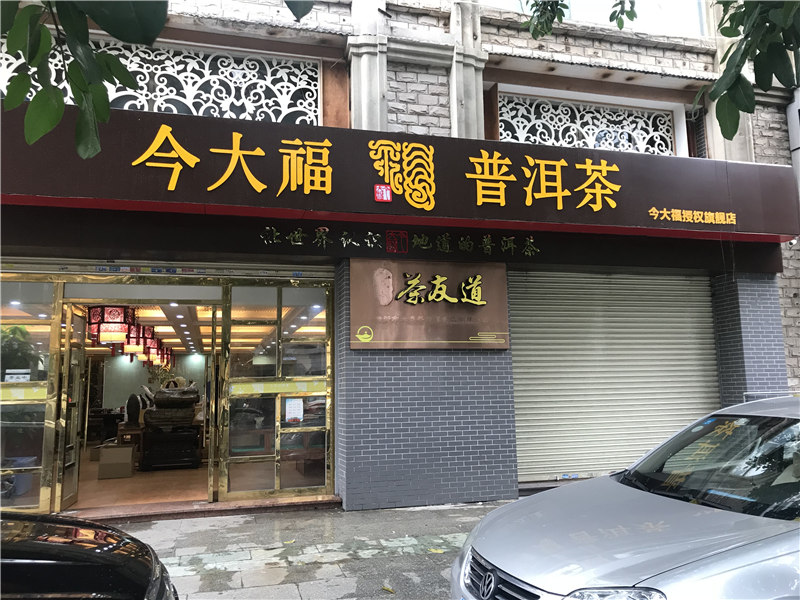 今大福 普洱茶
今大福授权旗舰店
让世界认识 地道的普洱茶
茶友道